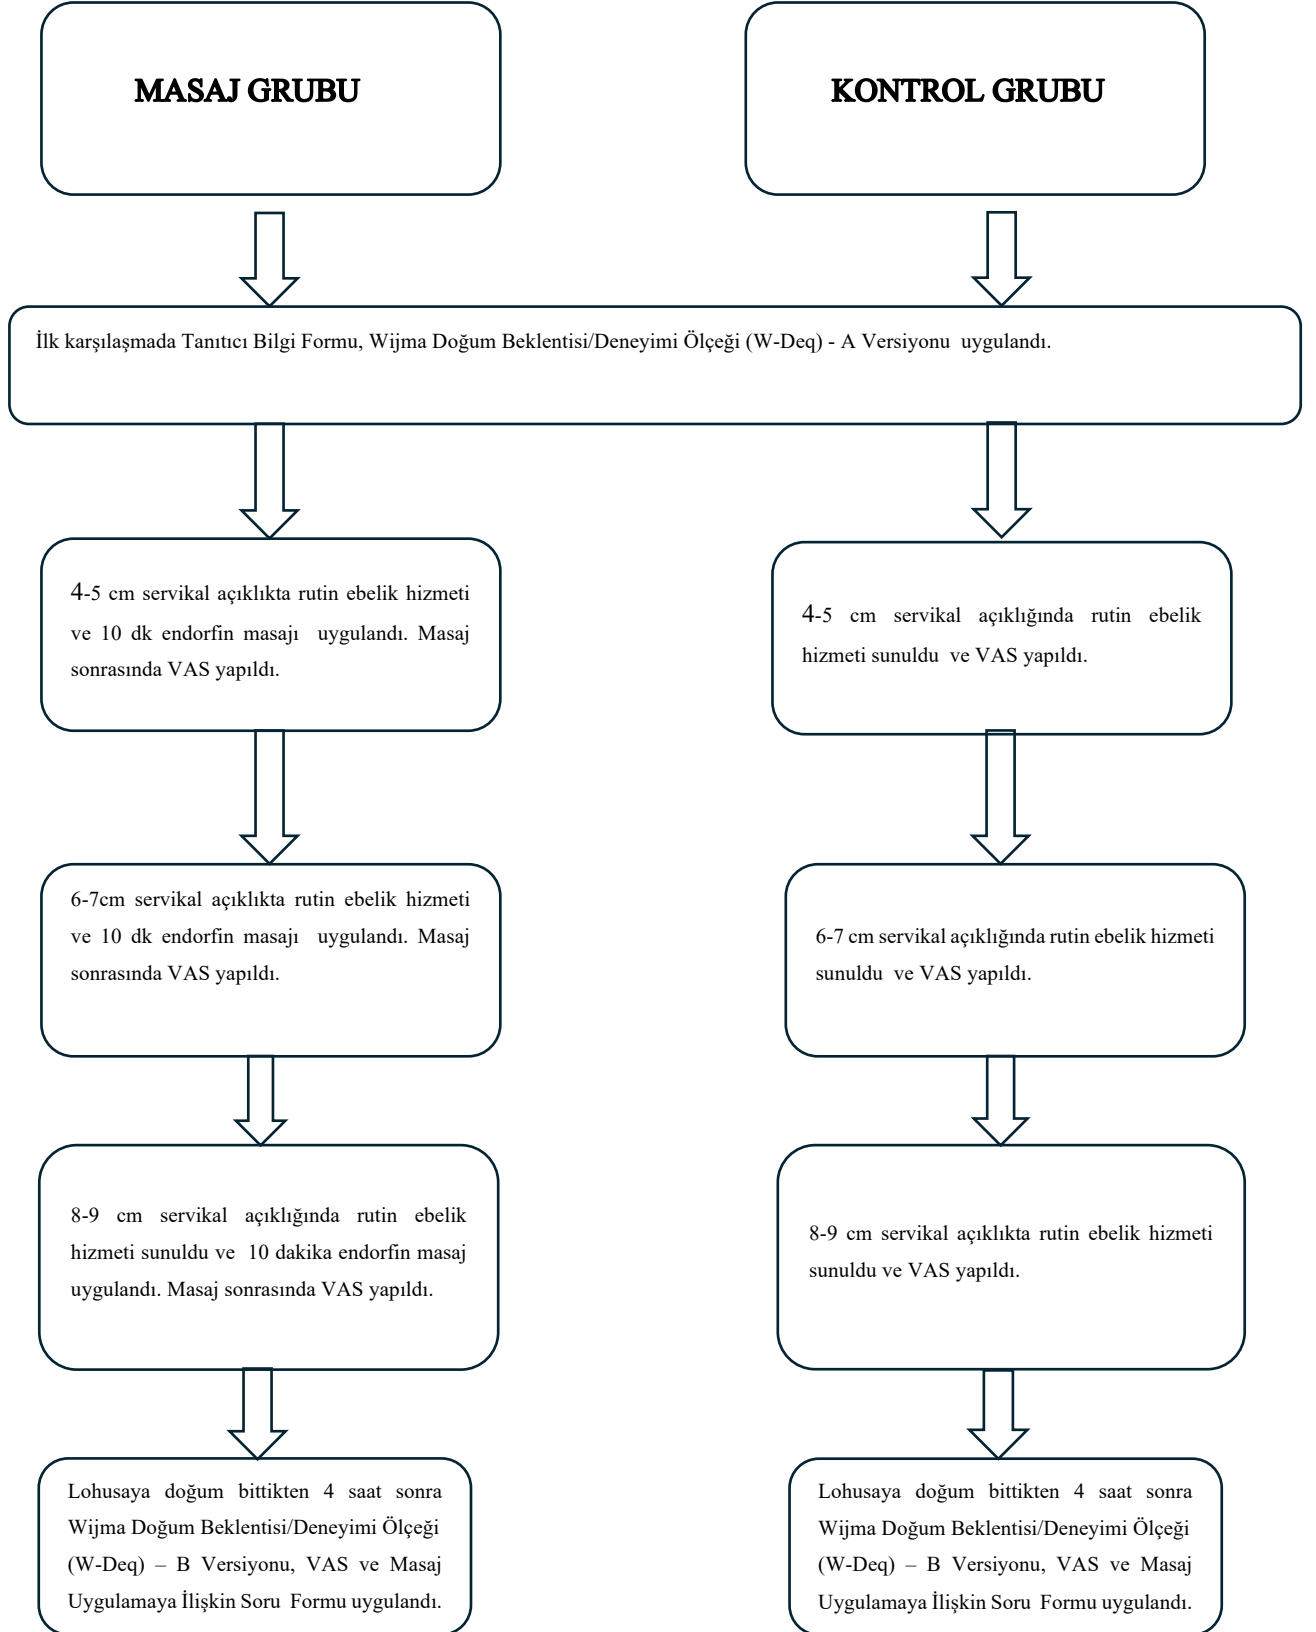 MASAJ GRUBU
KONTROL GRUBU
İlk karşılaşmada Tanıtıcı Bilgi Formu, Wijma Doğum Beklentisi/Deneyimi Ölçeği (W-Deq) - A Versiyonu uygulandı.
4-5 cm servikal açıklıkta rutin ebelik hizmeti
ve 10 dk endorfin masajı uygulandı. Masaj
sonrasında VAS yapıldı.
4-5 cm servikal açıklığında rutin ebelik
hizmeti sunuldu ve VAS yapıldı.
6-7cm servikal açıklıkta rutin ebelik hizmeti
ve 10 dk endorfin masajı uygulandı. Masaj
sonrasında VAS yapıldı.
6-7 cm servikal açıklığında rutin ebelik hizmeti
sunuldu ve VAS yapıldı.
8-9 cm servikal açıklığında rutin ebelik
hizmeti sunuldu ve 10 dakika endorfin masaj
uygulandı. Masaj sonrasında VAS yapıldı.
8-9 cm servikal açıklıkta rutin ebelik hizmeti
sunuldu ve VAS yapıldı.
Lohusaya doğum bittikten 4 saat sonra
Wijma Doğum Beklentisi/Deneyimi Ölçeği
(W-Deq) – B Versiyonu, VAS ve Masaj
Uygulamaya İlişkin Soru Formu uygulandı.
Lohusaya doğum bittikten 4 saat sonra
Wijma Doğum Beklentisi/Deneyimi Ölçeği
(W-Deq) – B Versiyonu, VAS ve Masaj
Uygulamaya İlişkin Soru Formu uygulandı.